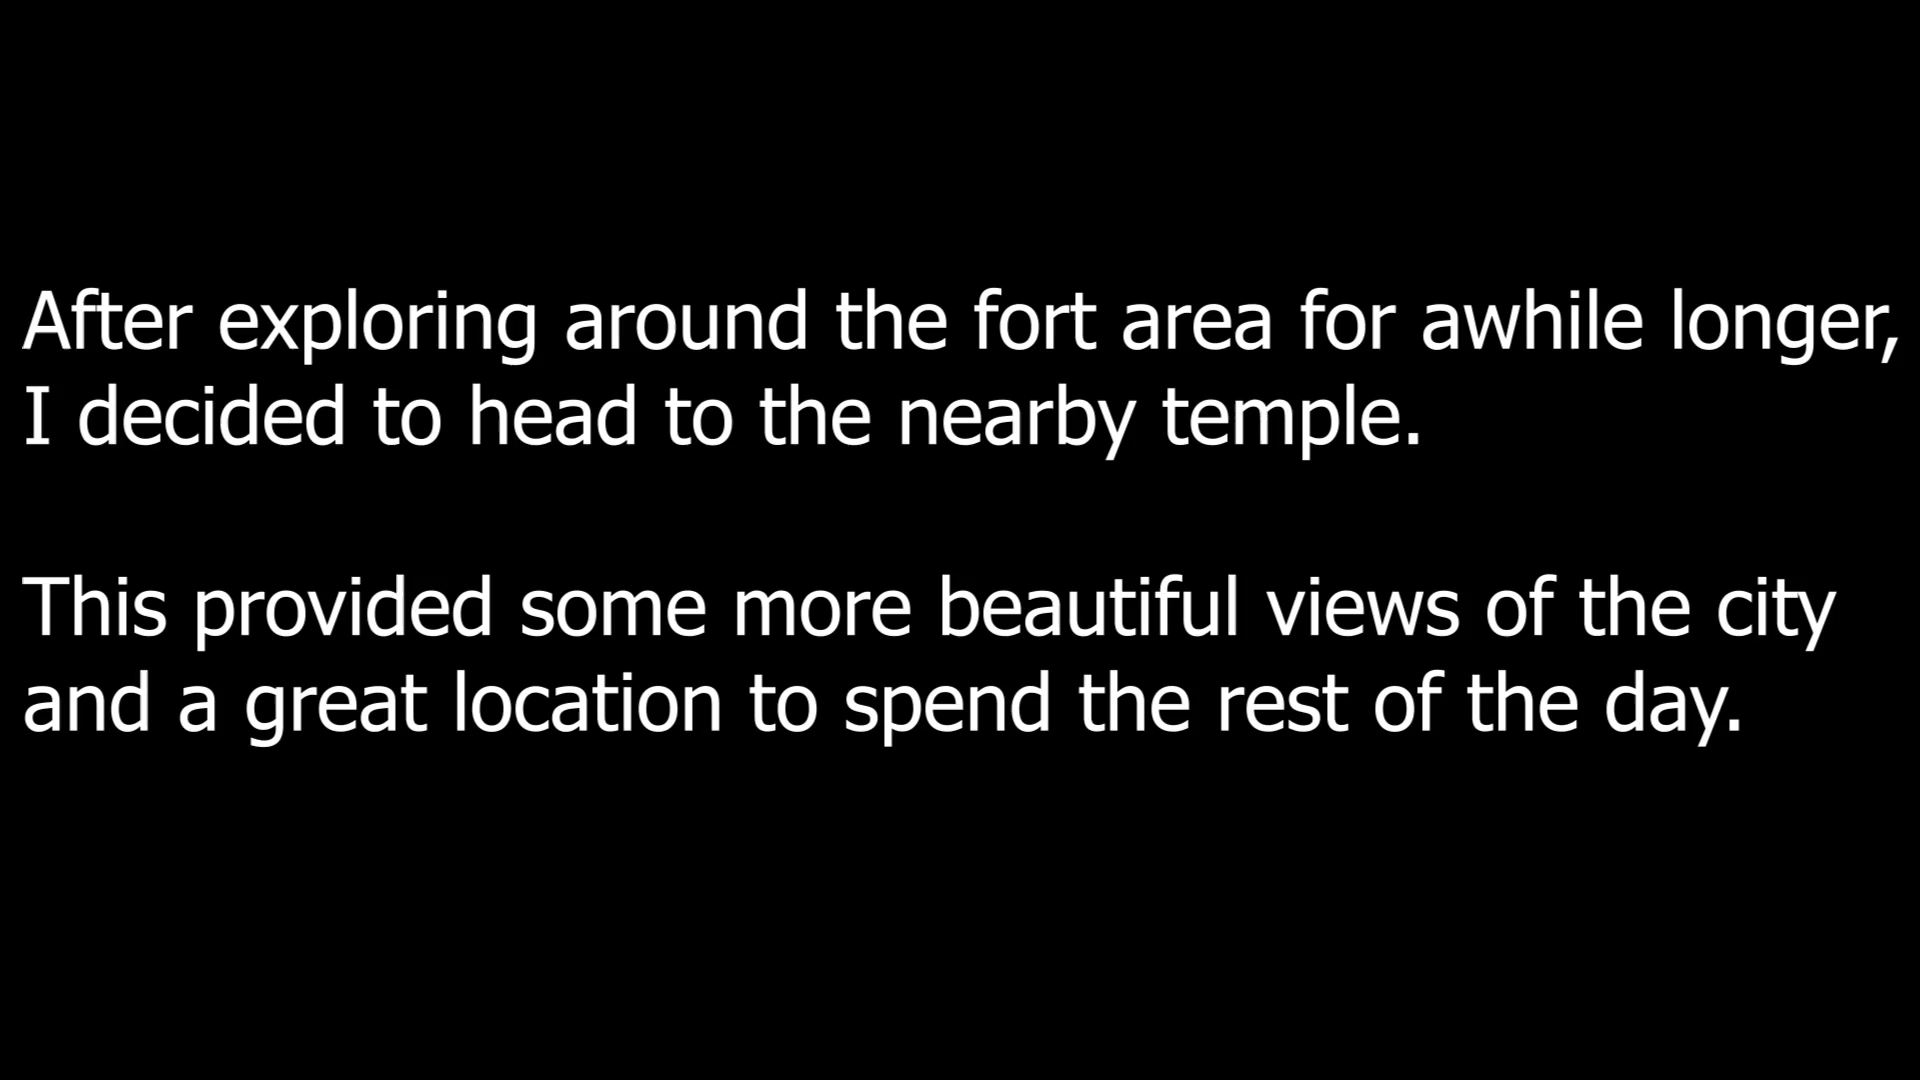 After exploring around the fort area for awhile longer,
I decided to head to the nearby temple.
This provided some more beautiful views of the city
and a great location to spend the rest of the day.